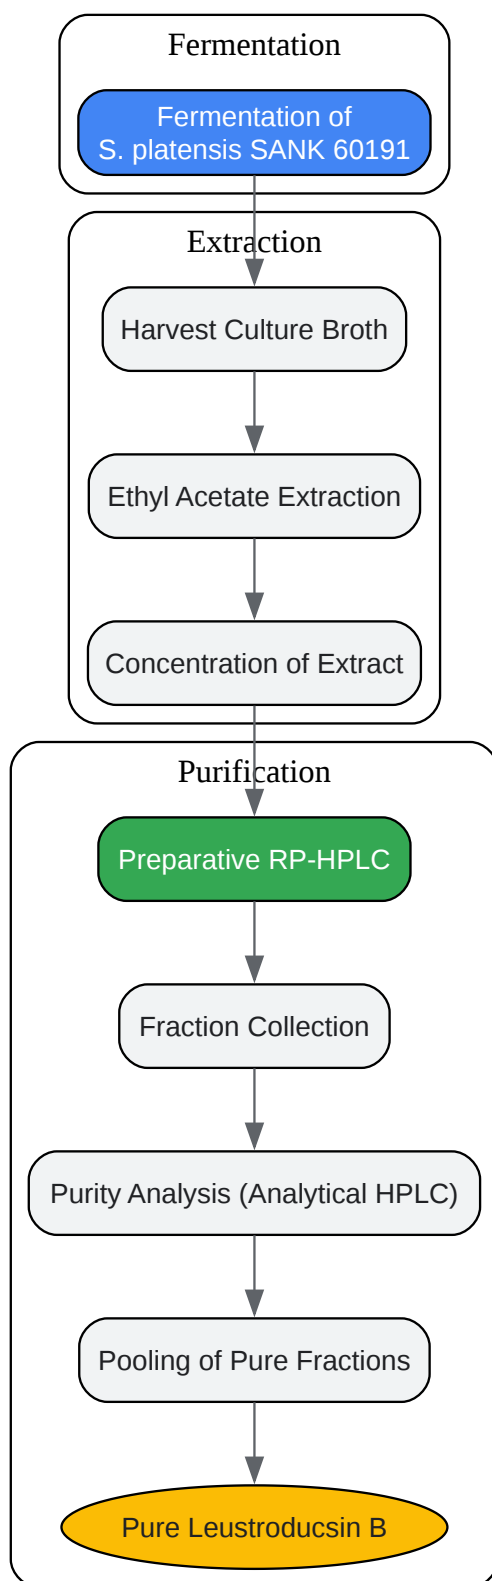 Fermentation
Fermentation of
S. platensis SANK 60191
Extraction
Harvest Culture Broth
Ethyl Acetate Extraction
Concentration of Extract
Purification
Preparative RP-HPLC
Fraction Collection
Purity Analysis (Analytical HPLC)
Pooling of Pure Fractions
Pure Leustroducsin B